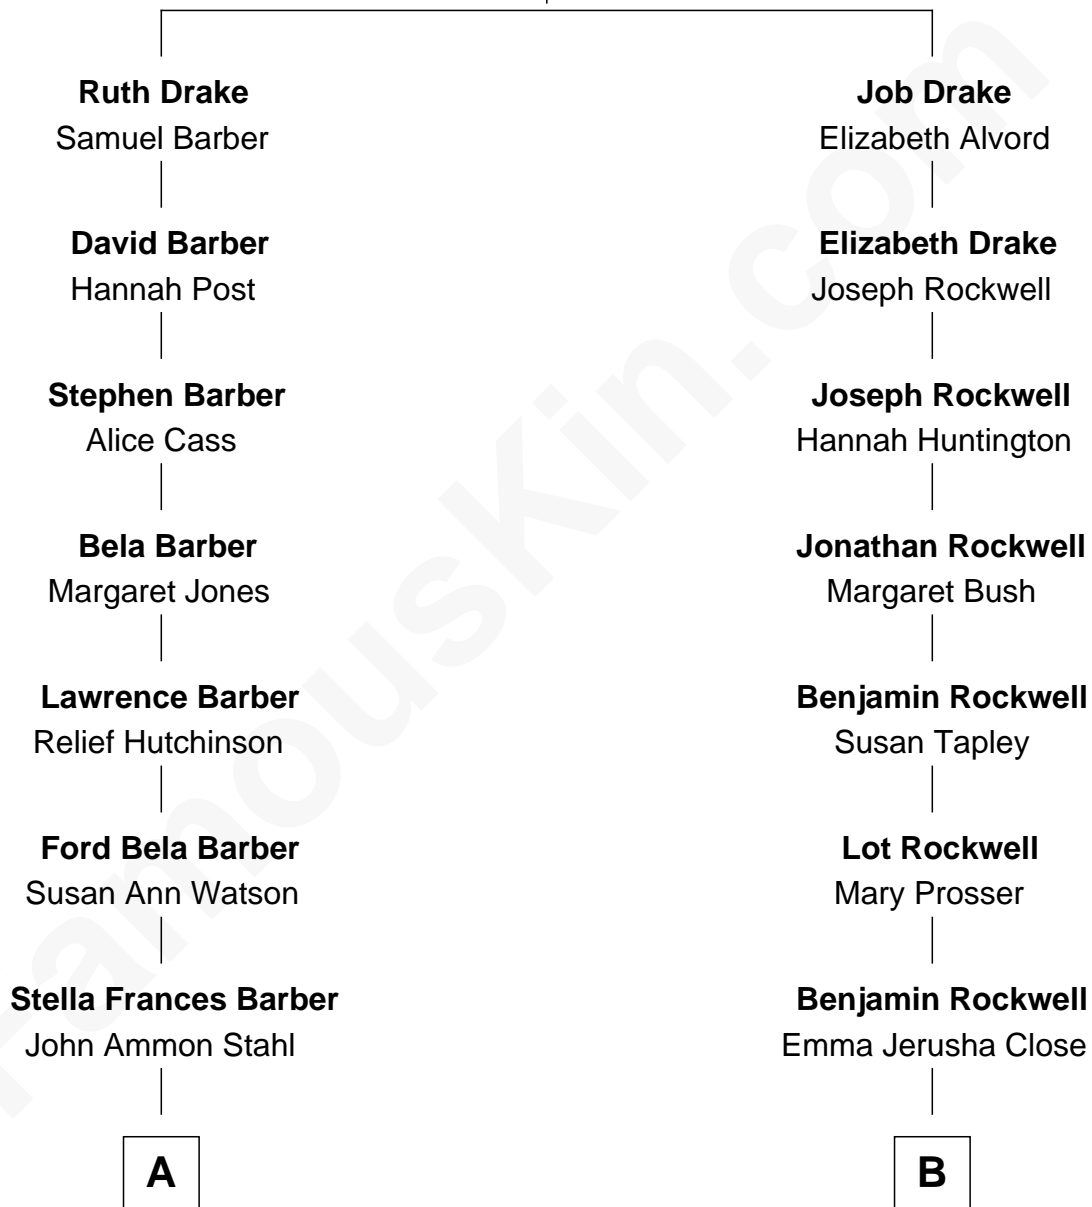 Ruth Drake
Samuel Barber
David Barber
Hannah Post
Stephen Barber
Alice Cass
Bela Barber
Margaret Jones
Lawrence Barber
Relief Hutchinson
Ford Bela Barber
Susan Ann Watson
Stella Frances Barber
John Ammon Stahl
A
Job Drake
Elizabeth Alvord
Elizabeth Drake
Joseph Rockwell
Joseph Rockwell
Hannah Huntington
Jonathan Rockwell
Margaret Bush
Benjamin Rockwell
Susan Tapley
Lot Rockwell
Mary Prosser
Benjamin Rockwell
Emma Jerusha Close
B
FamousKin.com